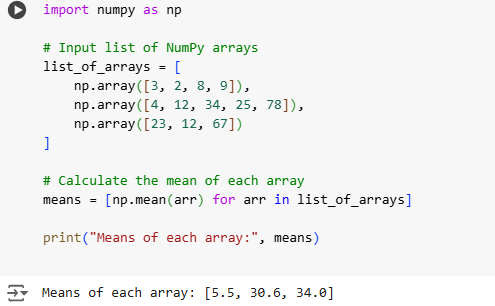 import numpy as np
# Input list of NumPy arrays
list_of_arrays = [
    np.array([3, 2, 8, 9]),
    np.array([4, 12, 34, 25, 78]),
    np.array([23, 12, 67])
]
# Calculate the mean of each array
means = [np.mean(arr) for arr in list_of_arrays]
print("Means of each array:", means)
Means of each array: [5.5, 30.6, 34.0]